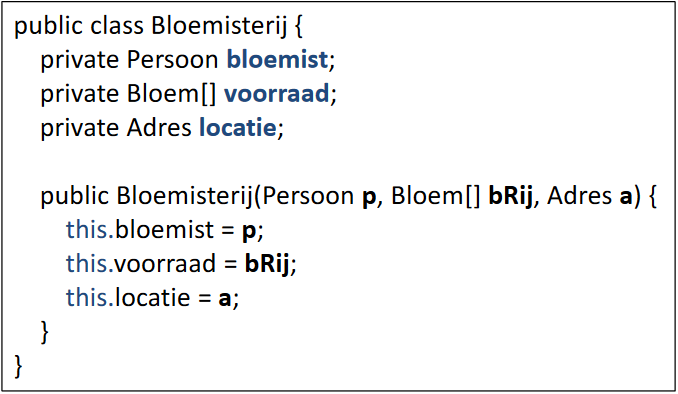 public class Bloemisterij {
private Persoon bloemist;
private Bloem[] voorraad;
private Adres locatie;
public Bloemisterij(Persoon p, Bloem[] bRij, Adres a) {
this.bloemist = p;
this.voorraad = bRij;
this.locatie = a;
}
}